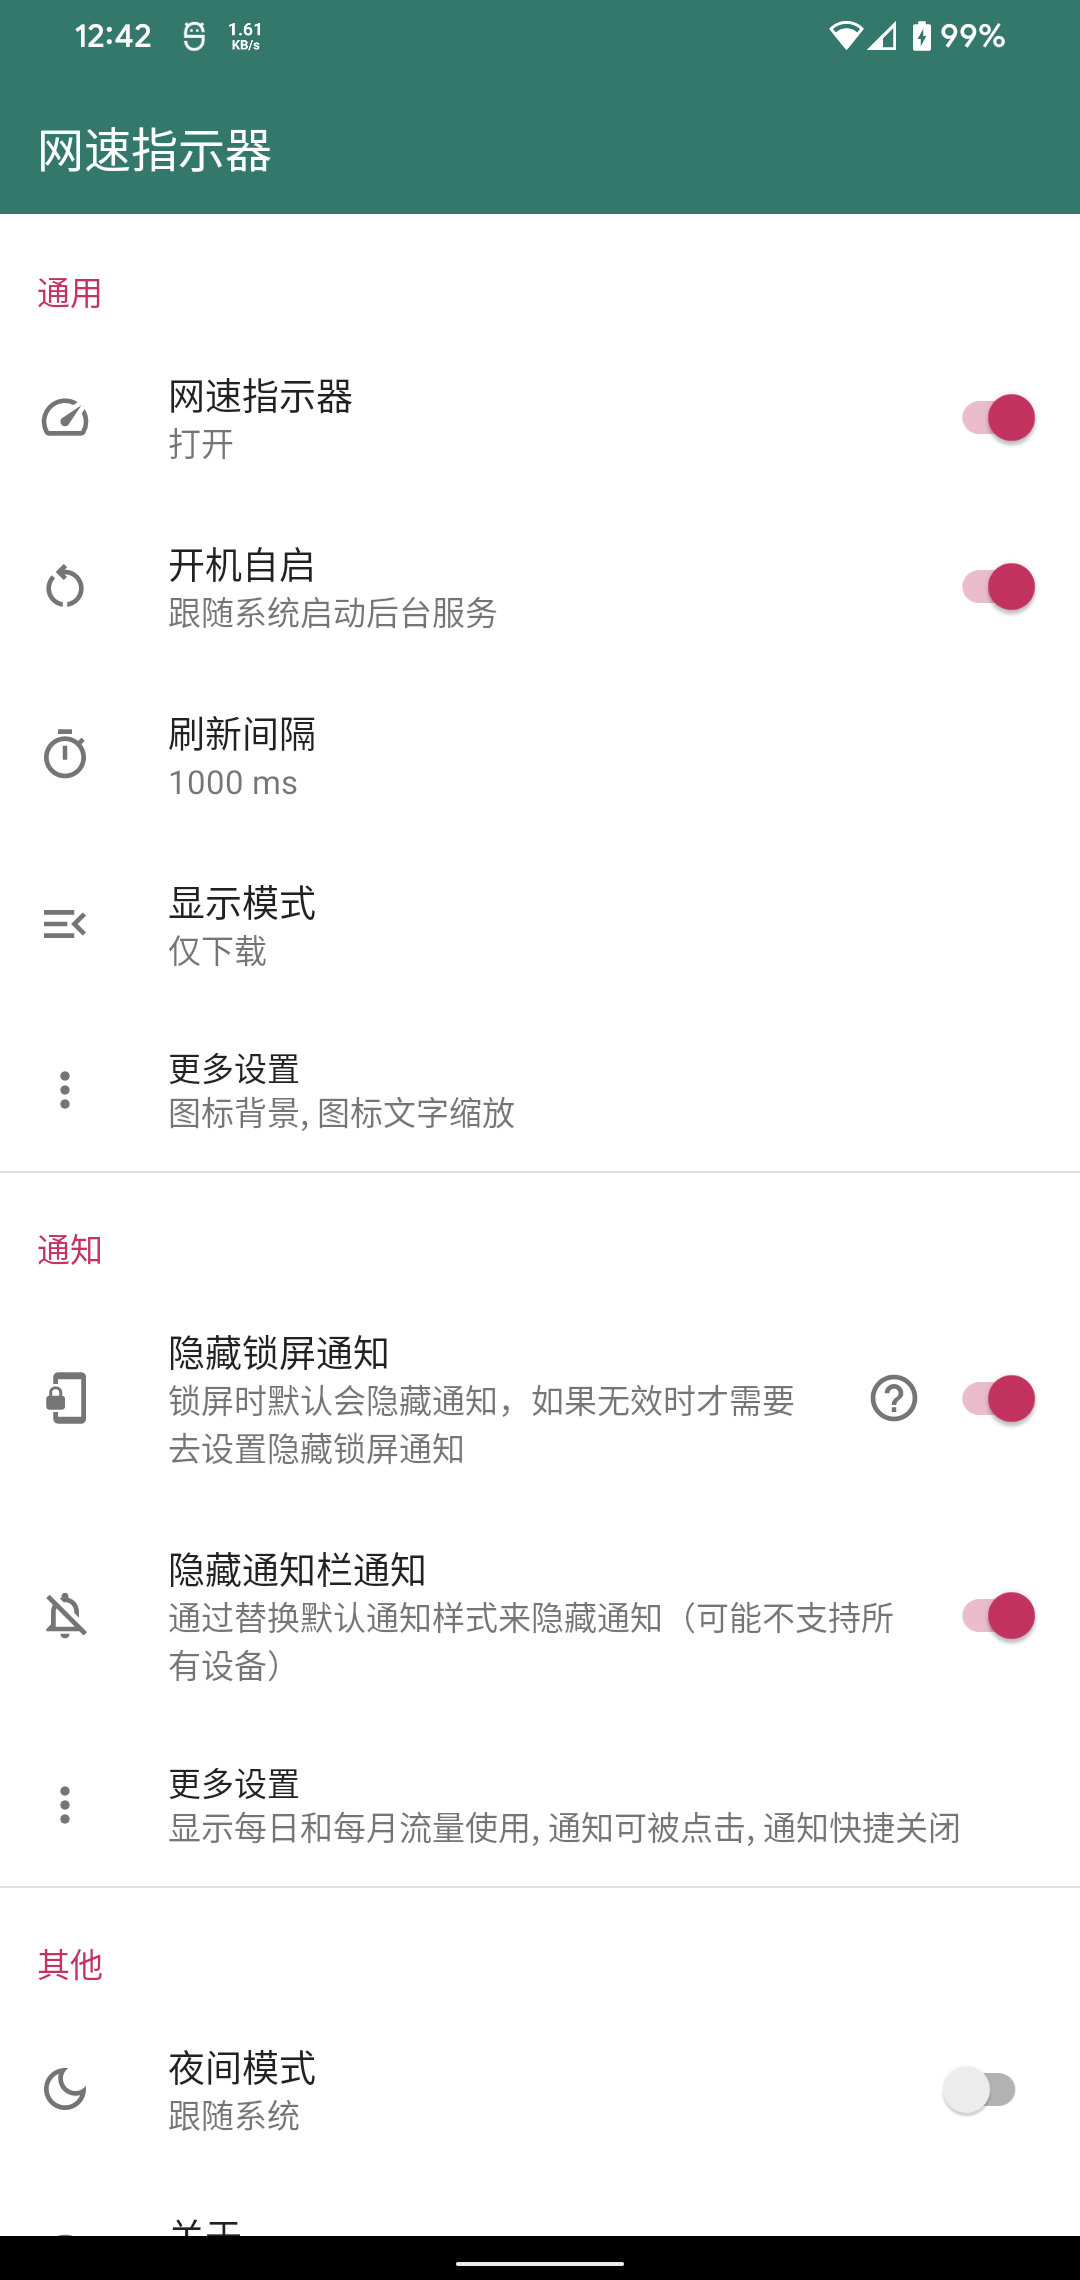 12:42 1.61 KB/s 99%
网速指示器
通用
网速指示器
打开
开机自启
跟随系统启动后台服务
刷新间隔
1000 ms
显示模式
仅下载
更多设置
图标背景, 图标文字缩放
通知
隐藏锁屏通知
锁屏时默认会隐藏通知，如果无效时才需要
去设置隐藏锁屏通知
隐藏通知栏通知
通过替换默认通知样式来隐藏通知（可能不支持所
有设备）
更多设置
显示每日和每月流量使用, 通知可被点击, 通知快捷关闭
其他
夜间模式
跟随系统